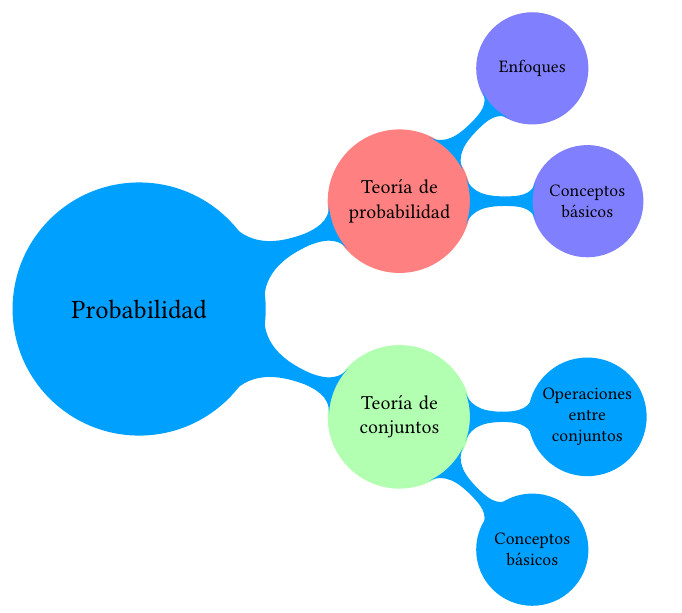 Enfoques
Teoría de
probabilidad
Conceptos
básicos
Probabilidad
Teoría de
conjuntos
Operaciones
entre
conjuntos
Conceptos
básicos